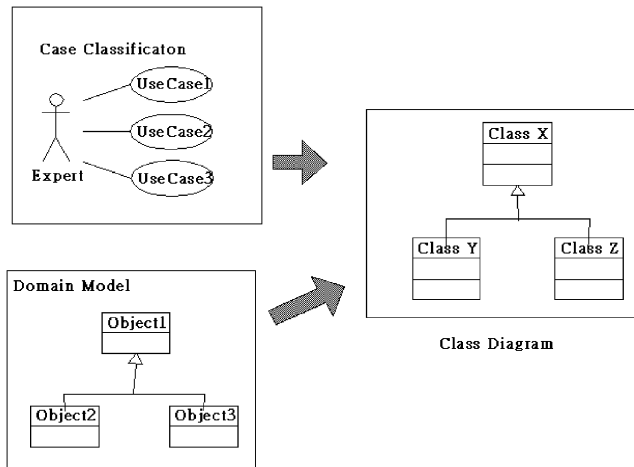 Case Classificaton
UseCase1
UseCase2
UseCase3
Expert
Domain Model
Object1
Object2
Object3
Class X
Class Y
Class Z
Class Diagram